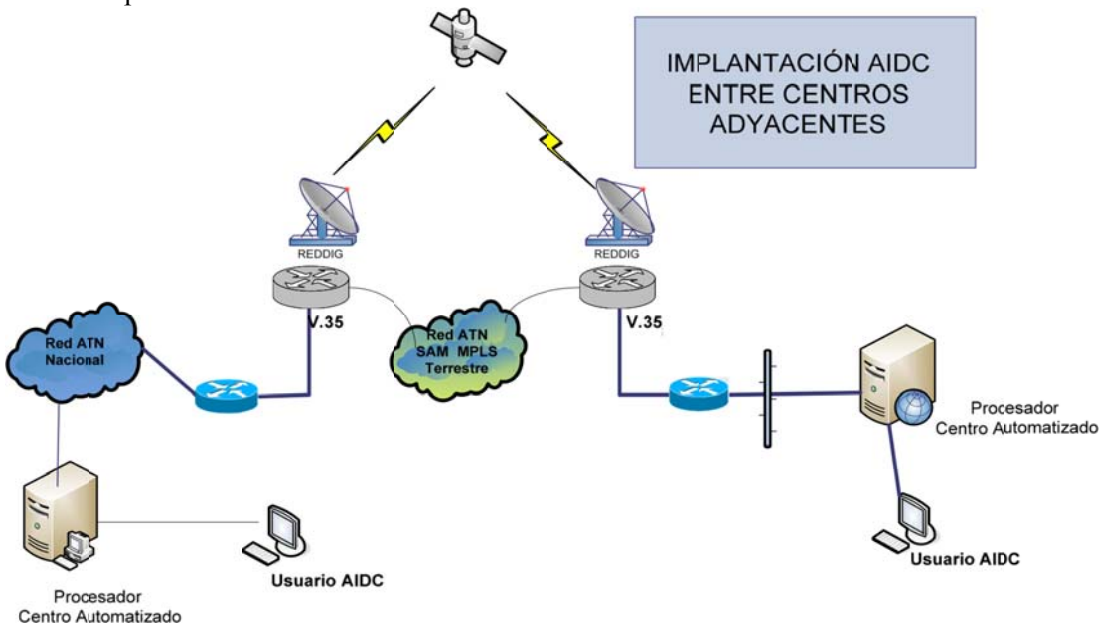 IMPLANTACIÓN AIDC
ENTRE CENTROS
ADYACENTES
REDDIG
REDDIG
V.35
V.35
Red ATN
SAM MPLS
Terrestre
Red ATN
Nacional
Procesador
Centro Automatizado
Usuario AIDC
Usuario AIDC
Procesador
Centro Automatizado